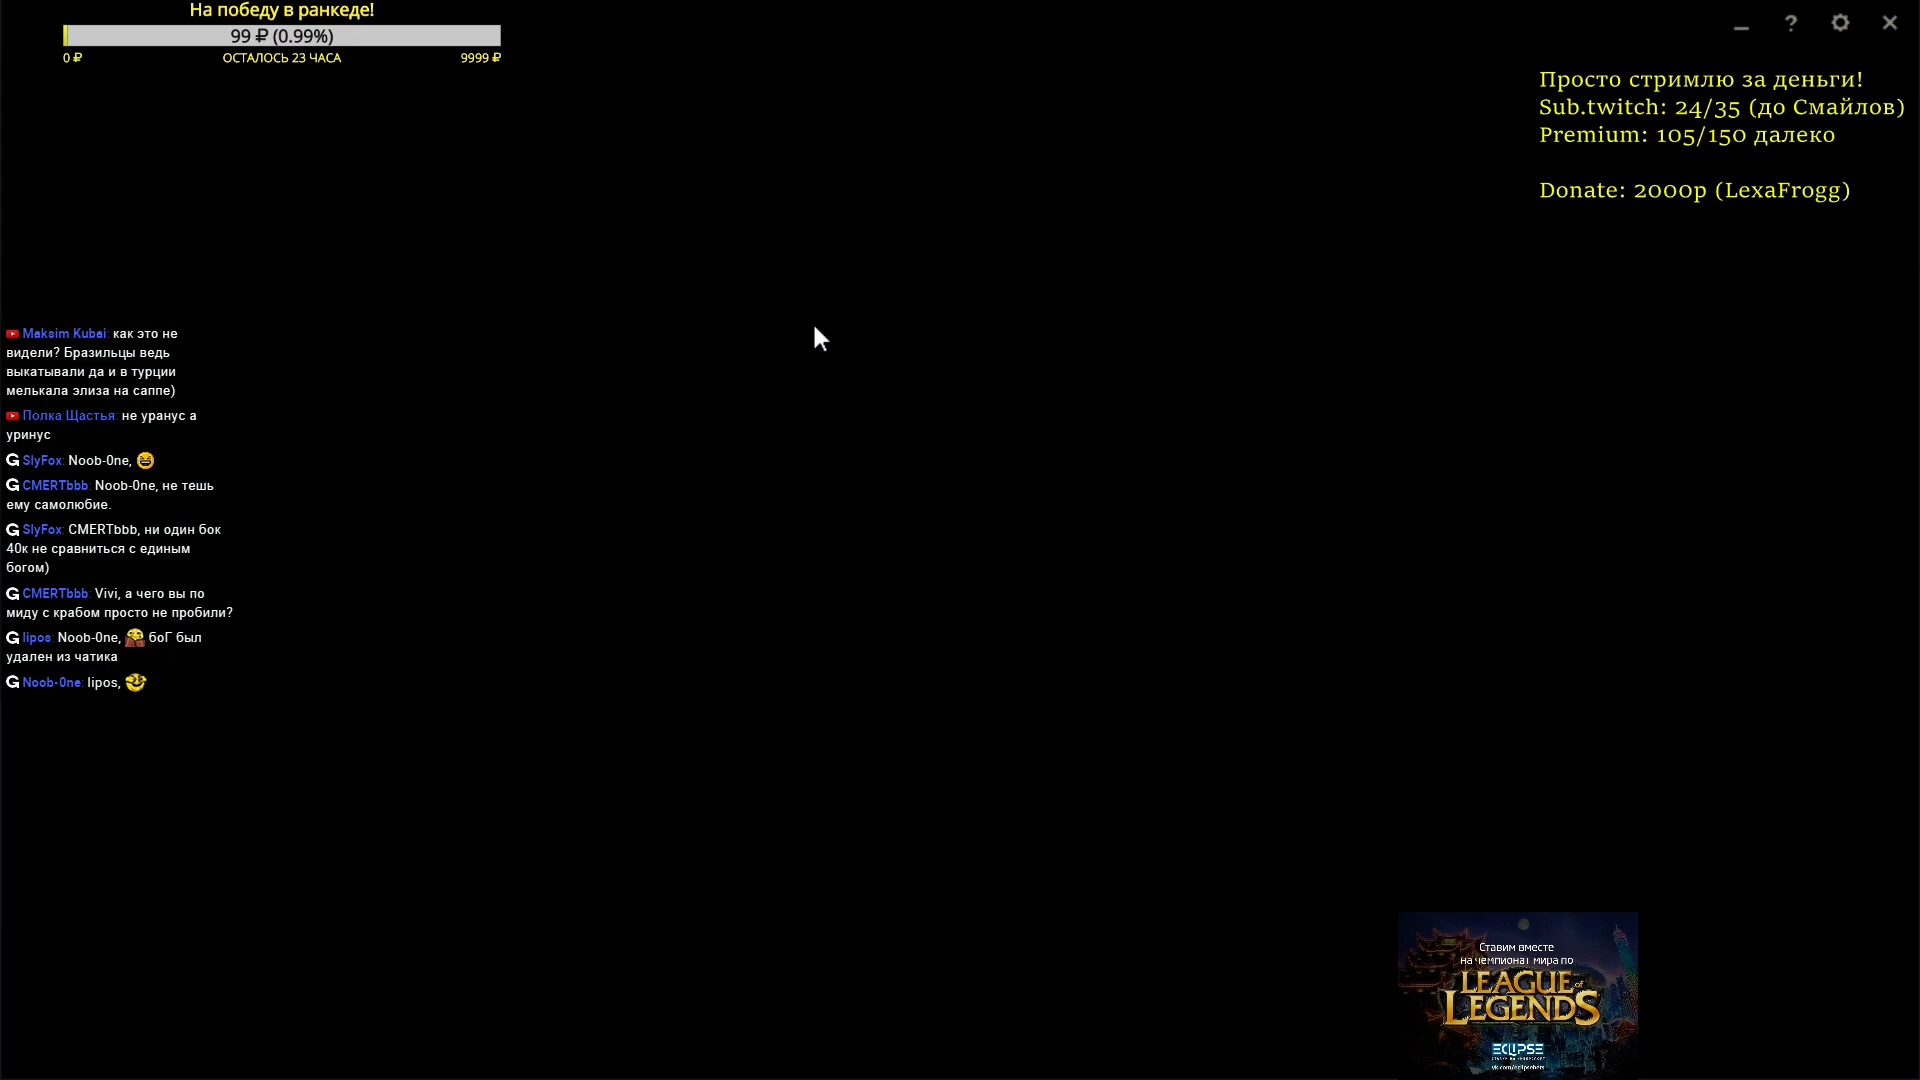 На победу в ранкеде!
99 ₽ (0.99%)
0 ₽ ОСТАЛОСЬ 23 ЧАСА 9999 ₽
?
Просто стримлю за деньги!
Sub.twitch: 24/35 (до Смайлов)
Premium: 105/150 далеко
Donate: 2000р (LexaFrogg)
Maksim Kubai: как это не
видели? Бразильцы ведь
выкатывали да и в турции
мелькала элиза на саппе)
Полка Щастья: не уранус а
уринус
SlyFox: Noob-0ne,
CMERTbbb: Noob-0ne, не тешь
ему самолюбие.
SlyFox: CMERTbbb, ни один бок
40к не сравниться с единым
богом)
CMERTbbb: Vivi, а чего вы по
миду с крабом просто не пробили?
lipos: Noob-0ne, боГ был
удален из чатика
Noob-0ne: lipos,
Ставим вместе
на чемпионат мира по
LEAGUE of
LEGENDS
ECLIPSE